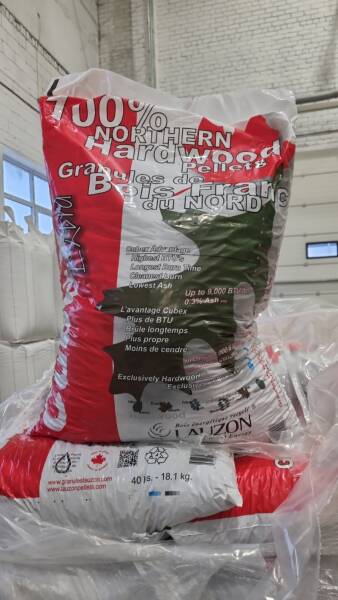 100%
NORTHERN
Hardwood
Pellets
Granules de
Bois Franc
du NORD
Cubex Advantage
Highest BTU's
Longest Burn Time
Cleanest Burn
Lowest Ash
Up to 9,000 BTU
0.3% Ash
L'avantage Cubex
Plus de BTU
Brûle longtemps
Plus propre
Moins de cendre
Exclusively Hardwood
LAUZON
www.granuleslauzon.com
www.lauzonpellets.com
40 - 18.1 kg.